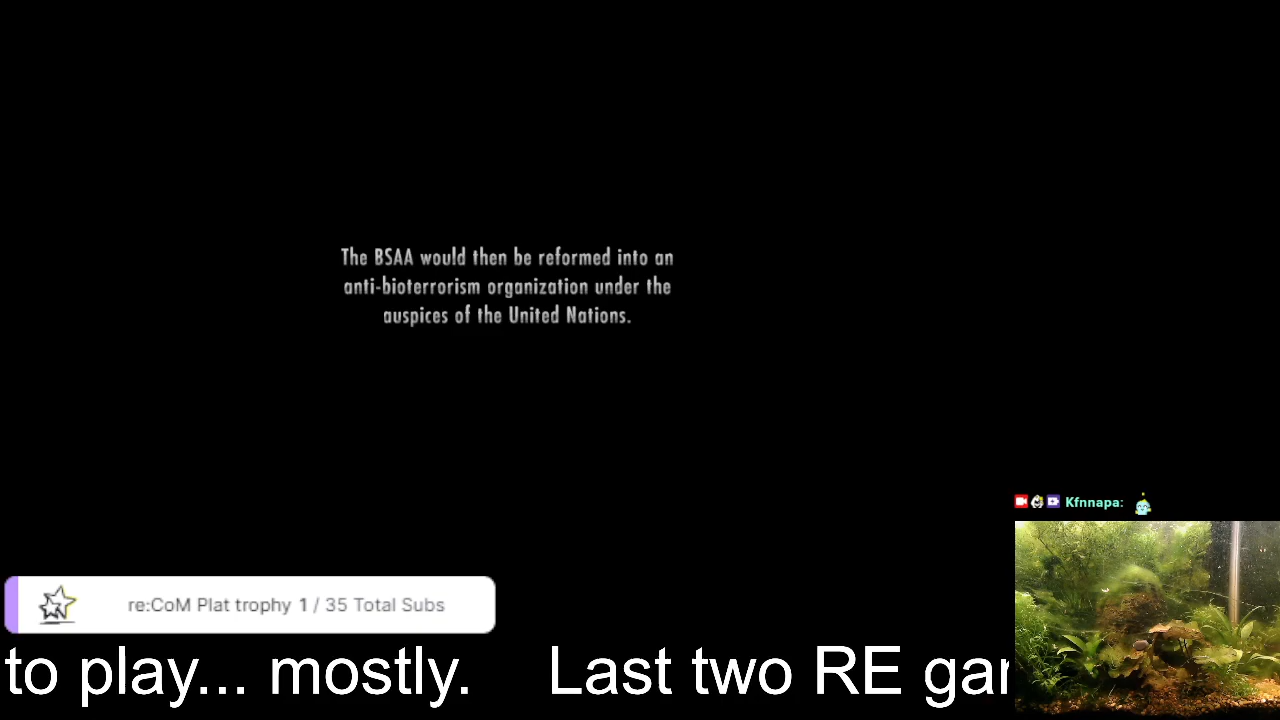 The BSAA would then be reformed into an
anti-bioterrorism organization under the
auspices of the United Nations.
Kfnnapa:
re:CoM Plat trophy 1 / 35 Total Subs
to play... mostly. Last two RE gar